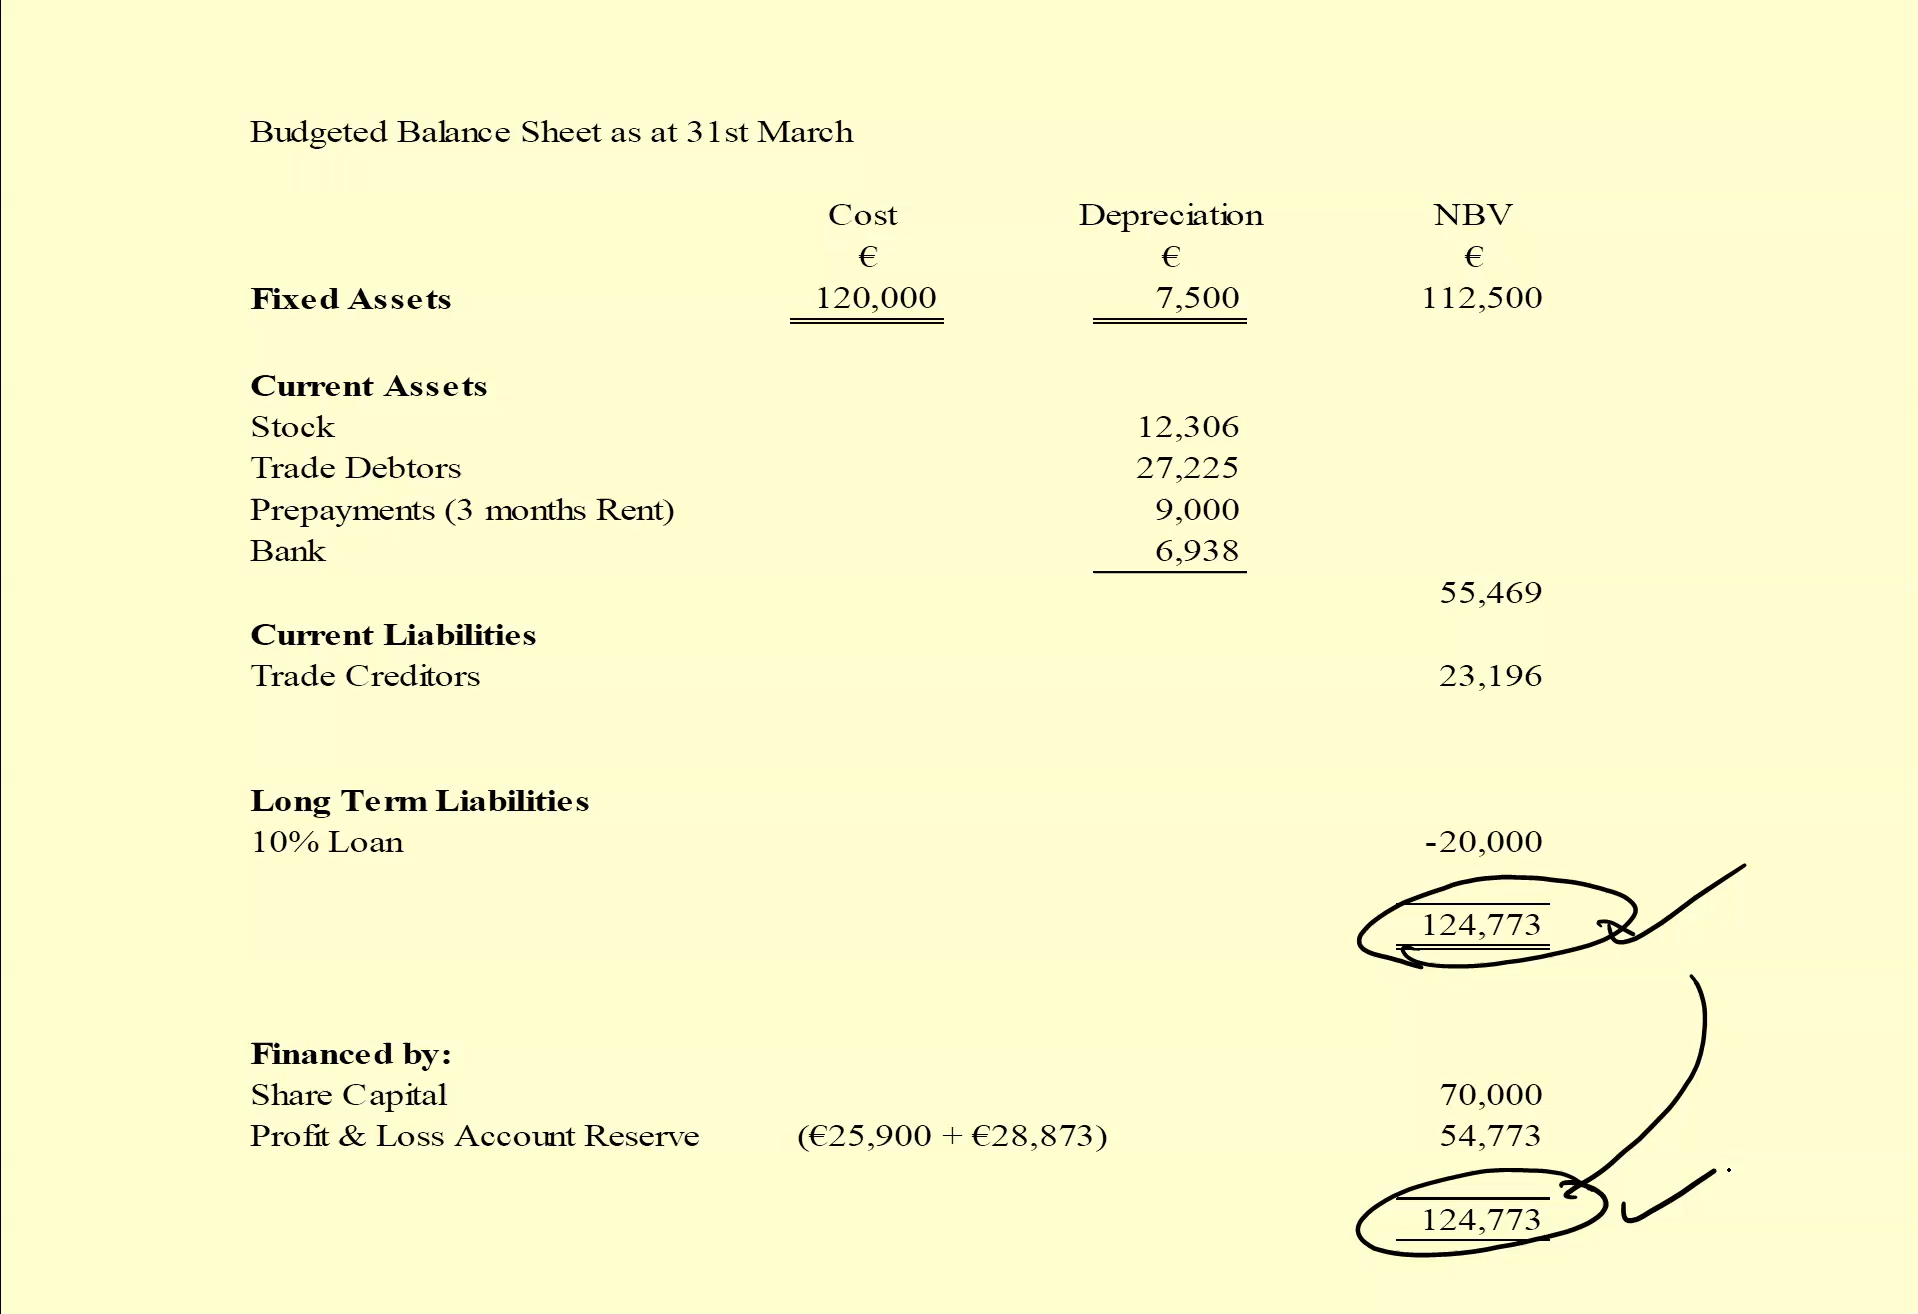 Budgeted Balance Sheet as at 31st March
Cost Depreciation NBV
€ € €
Fixed Assets 120,000 7,500 112,500
Current Assets
Stock 12,306
Trade Debtors 27,225
Prepayments (3 months Rent) 9,000
Bank 6,938
55,469
Current Liabilities
Trade Creditors 23,196
Long Term Liabilities
10% Loan -20,000
124,773
Financed by:
Share Capital 70,000
Profit & Loss Account Reserve (€25,900 + €28,873) 54,773
124,773